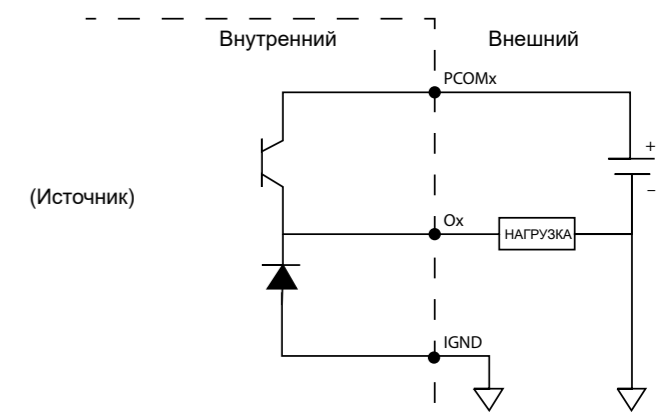 Внутренний
Внешний
PCOMx
+
−
(Источник)
Ox
НАГРУЗКА
IGND